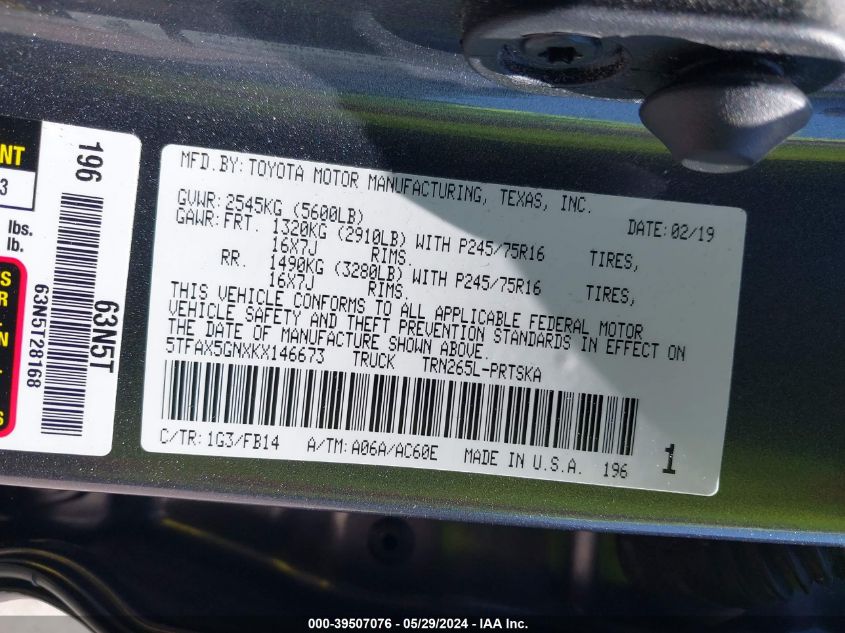 NT
3
lbs.
lb.
S
R
N
S
196
63N5T28168
63N5T
MFD.BY: TOYOTA MOTOR MANUFACTURING, TEXAS, INC.
GVWR: 2545KG (5600LB) DATE: 02/19
GAWR: FRT. 1320KG (2910LB) WITH P245/75R16 TIRES,
16X7J RIMS.
RR. 1490KG (3280LB) WITH P245/75R16 TIRES,
16X7J RIMS.
THIS VEHICLE CONFORMS TO ALL APPLICABLE FEDERAL MOTOR
VEHICLE SAFETY AND THEFT PREVENTION STANDARDS IN EFFECT ON
THE DATE OF MANUFACTURE SHOWN ABOVE.
5TFAX5GNXKX146673 TRUCK TRN265L-PRTSKA
C/TR: 1G3/FB14 A/TM: A06A/AC60E MADE IN U.S.A. 196 1
000-39507076 - 05/29/2024 - COPART, INC.